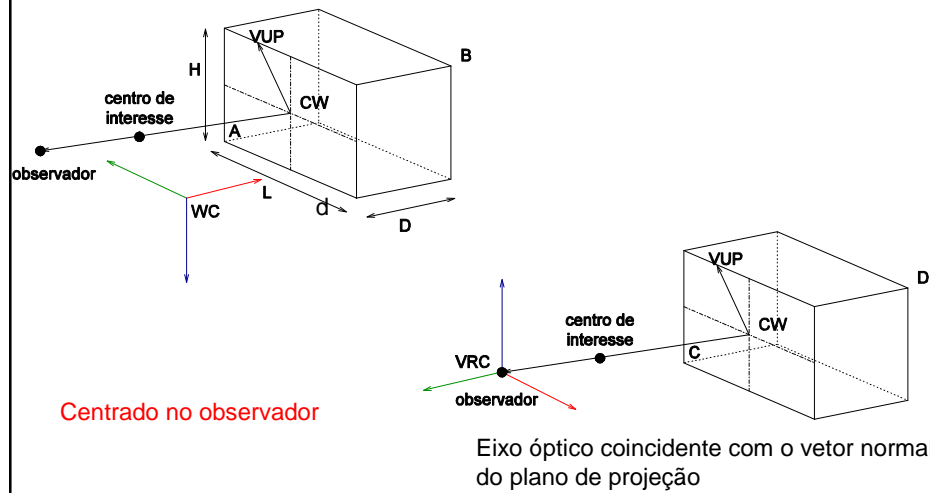 VUP
B
H
CW
centro de
interesse
A
observador
L
WC
d
D
VUP
D
centro de
interesse
CW
C
VRC
observador
Centrado no observador
Eixo óptico coincidente com o vetor norma
do plano de projeção